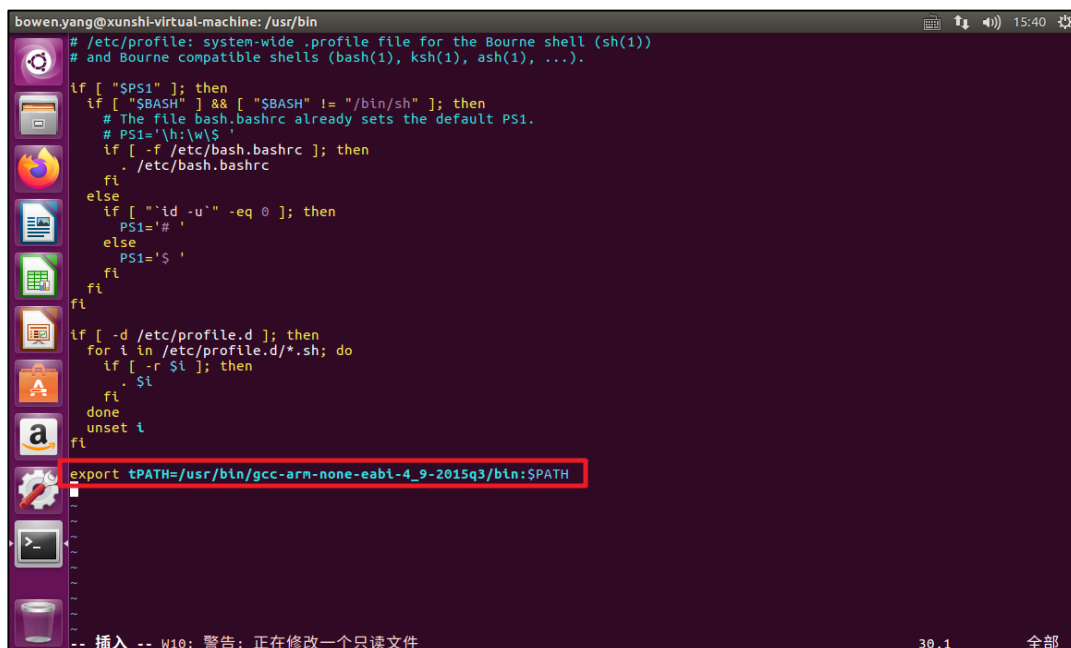 bowen.yang@xunshi-virtual-machine: /usr/bin
15:40
# /etc/profile: system-wide .profile file for the Bourne shell (sh(1))
# and Bourne compatible shells (bash(1), ksh(1), ash(1), ...).
if [ "$PS1" ]; then
if [ "$BASH" ] && [ "$BASH" != "/bin/sh" ]; then
# The file bash.bashrc already sets the default PS1.
# PS1='\h:\w\$ '
if [ -f /etc/bash.bashrc ]; then
. /etc/bash.bashrc
fi
else
if [ "`id -u`" -eq 0 ]; then
PS1='# '
else
PS1='$ '
fi
fi
fi
if [ -d /etc/profile.d ]; then
for i in /etc/profile.d/*.sh; do
if [ -r $i ]; then
. $i
fi
done
unset i
fi
export tPATH=/usr/bin/gcc-arm-none-eabi-4_9-2015q3/bin:$PATH
~
~
~
~
~
~
~
~
~
-- 插入 -- W10: 警告: 正在修改一个只读文件 30,1 全部